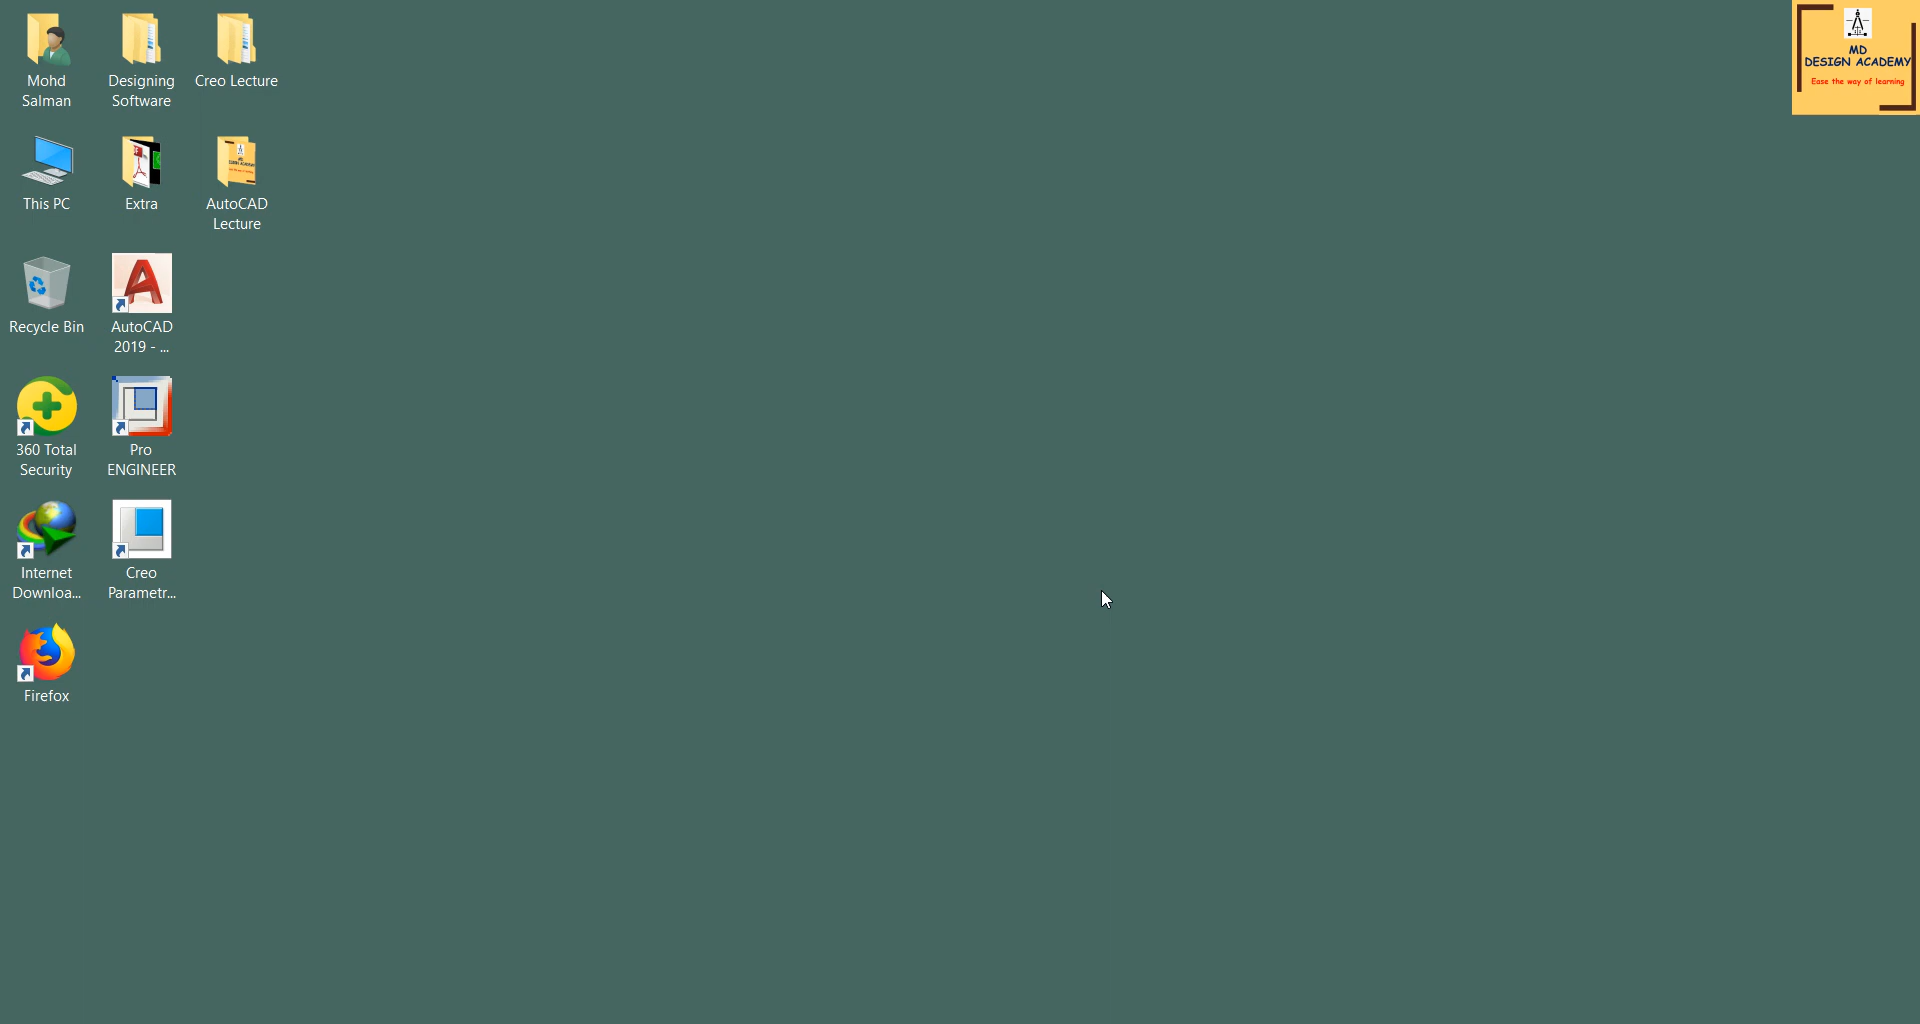 Mohd
Salman
Designing
Software
Creo Lecture
This PC
Extra
AutoCAD
Lecture
Recycle Bin
AutoCAD
2019 - ...
360 Total
Security
Pro
ENGINEER
Internet
Downloa...
Creo
Parametr...
Firefox
MD
DESIGN ACADEMY
Ease the way of learning